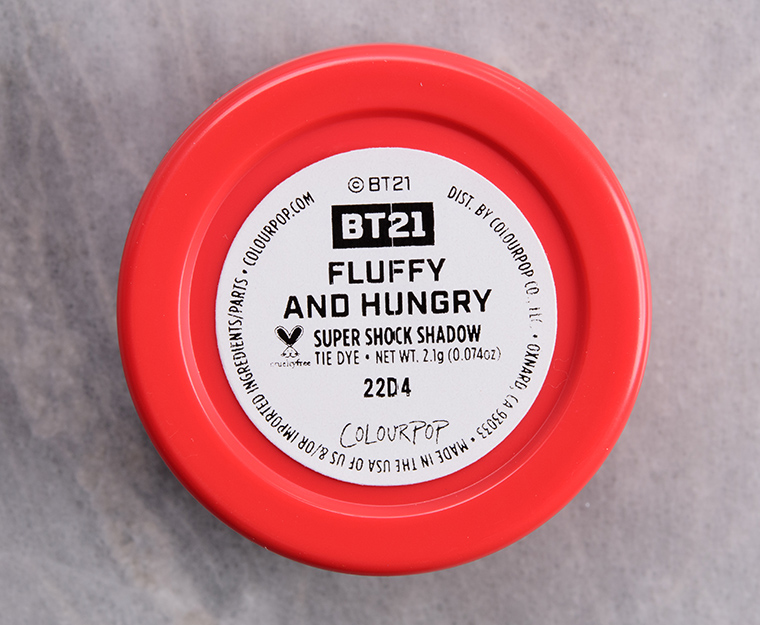 © BT21
BT21
FLUFFY
AND HUNGRY
SUPER SHOCK SHADOW
crueltyfree
TIE DYE • NET WT. 2.1g (0.074oz)
22D4
COLOURPOP
DIST. BY COLOURPOP CO., LLC. • OXNARD, CA 93033 • MADE IN THE USA OF US &/OR IMPORTED INGREDIENTS/PARTS • COLOURPOP.COM